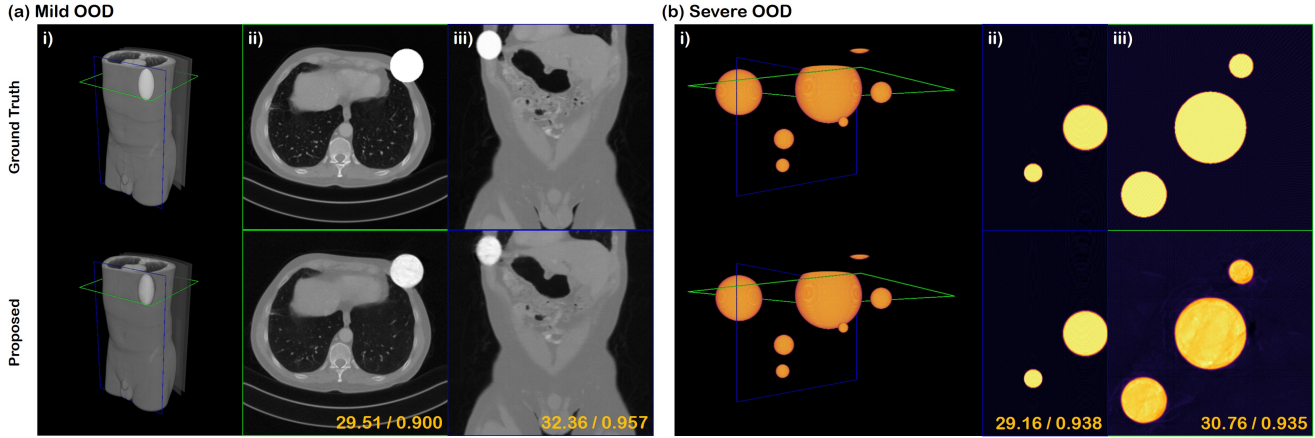 (a) Mild OOD
(b) Severe OOD
i)
ii)
iii)
i)
ii)
iii)
Ground Truth
Proposed
29.51 / 0.900
32.36 / 0.957
29.16 / 0.938
30.76 / 0.935